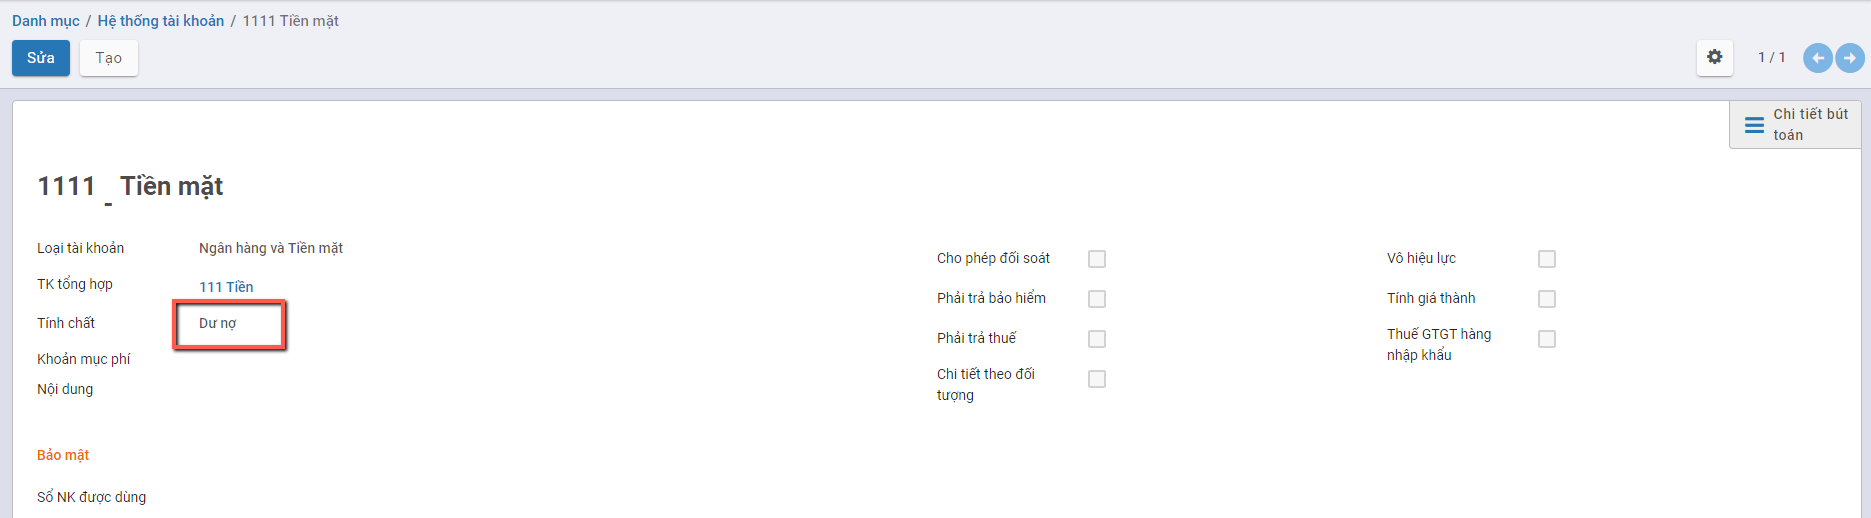 Danh mục / Hệ thống tài khoản / 1111 Tiền mặt
Sửa
Tạo
1 / 1
Chi tiết bút
toán
1111 - Tiền mặt
Loại tài khoản Ngân hàng và Tiền mặt
TK tổng hợp 111 Tiền
Tính chất Dư nợ
Khoản mục phí
Nội dung
Cho phép đối soát
Phải trả bảo hiểm
Phải trả thuế
Chi tiết theo đối
tượng
Vô hiệu lực
Tính giá thành
Thuế GTGT hàng
nhập khẩu
Bảo mật
Sổ NK được dùng